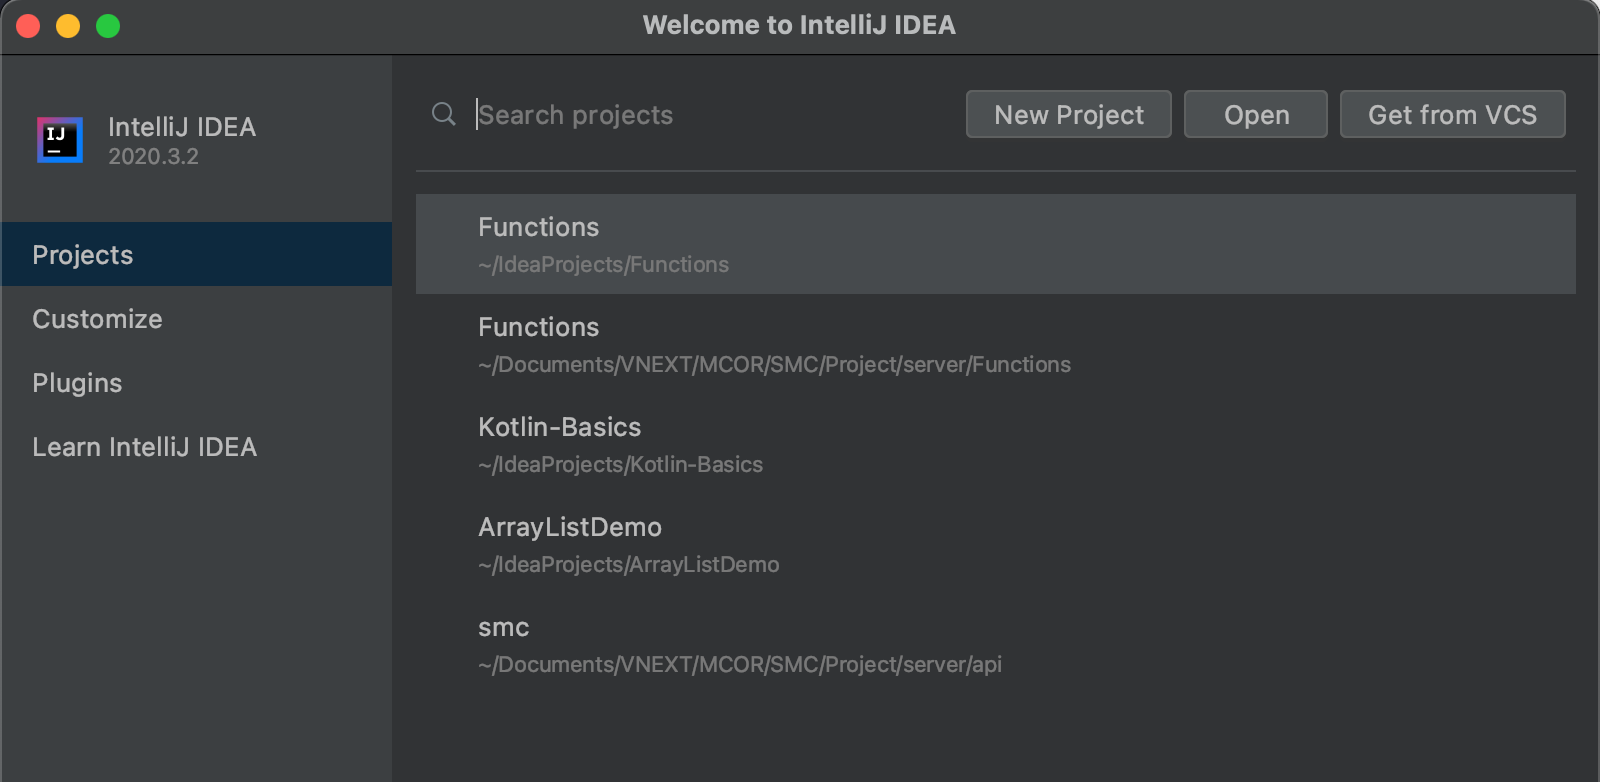 Welcome to IntelliJ IDEA
IJ
IntelliJ IDEA
2020.3.2
Projects
Customize
Plugins
Learn IntelliJ IDEA
Search projects
New Project
Open
Get from VCS
Functions
~/IdeaProjects/Functions
Functions
~/Documents/VNEXT/MCOR/SMC/Project/server/Functions
Kotlin-Basics
~/IdeaProjects/Kotlin-Basics
ArrayListDemo
~/IdeaProjects/ArrayListDemo
smc
~/Documents/VNEXT/MCOR/SMC/Project/server/api